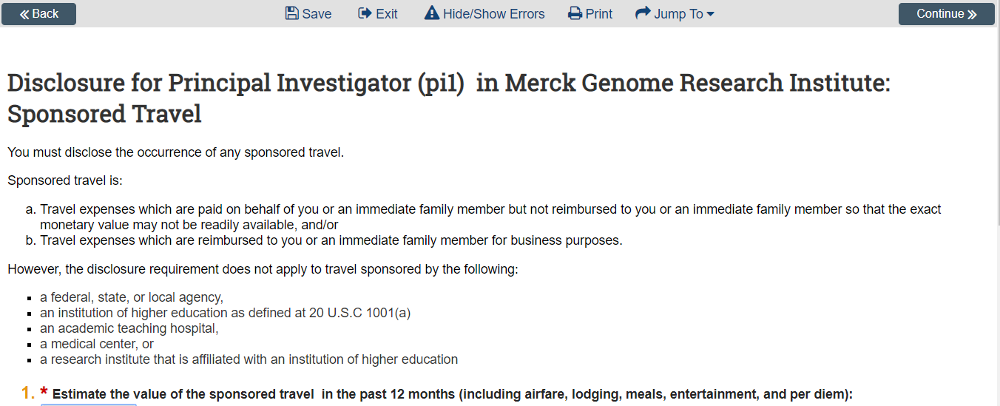 Back Save Exit Hide/Show Errors Print Jump To Continue
Disclosure for Principal Investigator (pi1)  in Merck Genome Research Institute:
Sponsored Travel
You must disclose the occurrence of any sponsored travel.
Sponsored travel is:
a. Travel expenses which are paid on behalf of you or an immediate family member but not reimbursed to you or an immediate family member so that the exact
monetary value may not be readily available, and/or
b. Travel expenses which are reimbursed to you or an immediate family member for business purposes.
However, the disclosure requirement does not apply to travel sponsored by the following:
▪ a federal, state, or local agency,
▪ an institution of higher education as defined at 20 U.S.C 1001(a)
▪ an academic teaching hospital,
▪ a medical center, or
▪ a research institute that is affiliated with an institution of higher education
1. * Estimate the value of the sponsored travel  in the past 12 months (including airfare, lodging, meals, entertainment, and per diem):